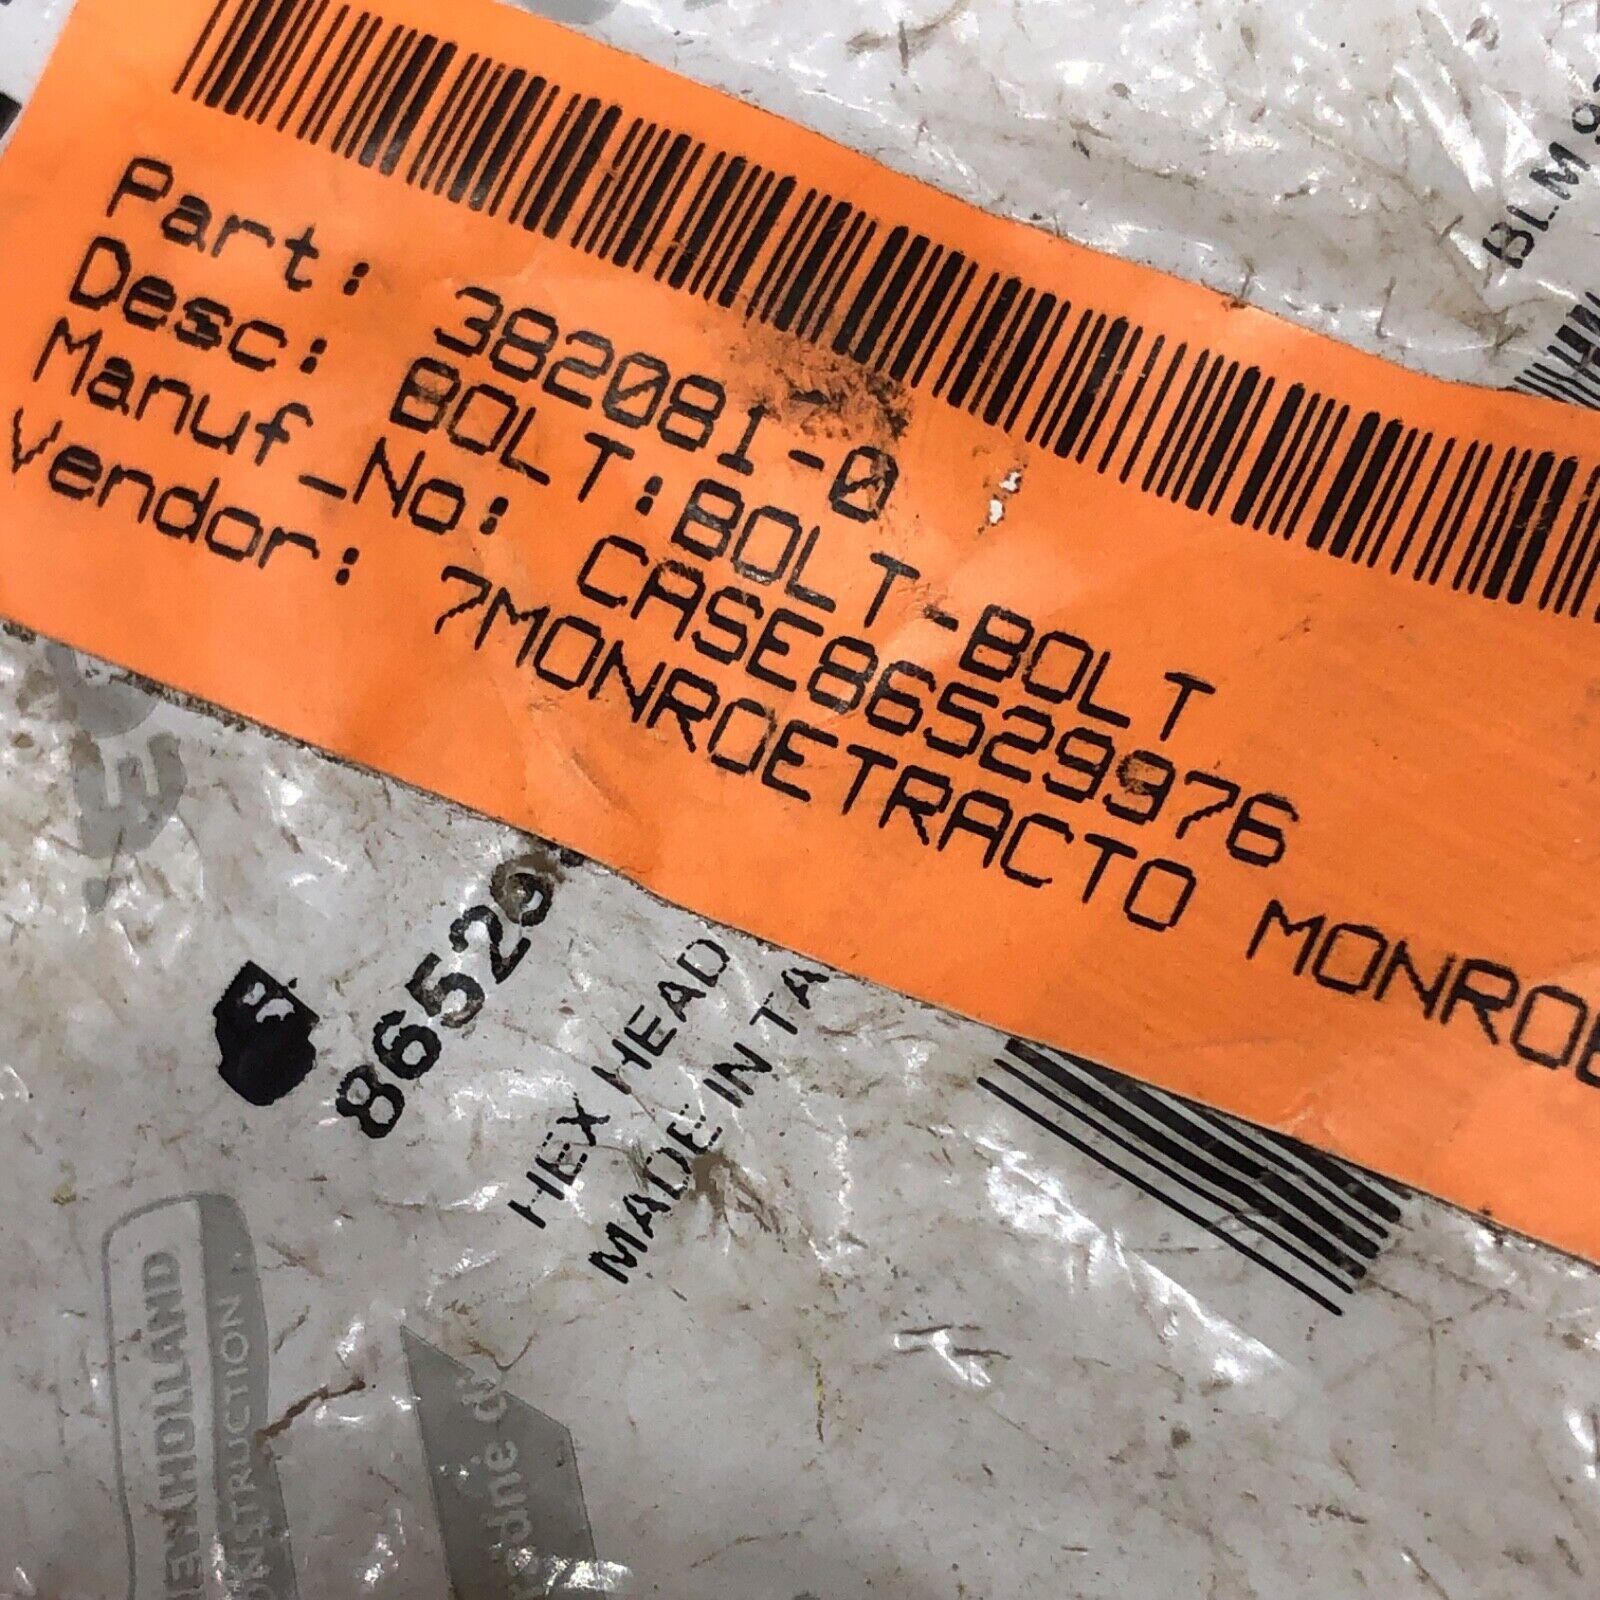 Part: 382081-0
Desc: BOLT:BOLT-BOLT
Manuf_No: CASE86529976
Vendor: 7MONROETRACTO MONROE
BLM
86529
HEX HEAD
MADE IN TA
NEW HOLLAND
CONSTRUCTION